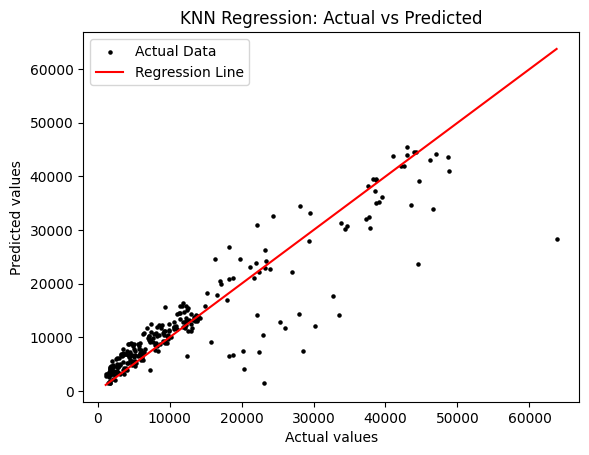 KNN Regression: Actual vs Predicted
Actual Data
Regression Line
Predicted values
60000
50000
40000
30000
20000
10000
0
0 10000 20000 30000 40000 50000 60000
Actual values